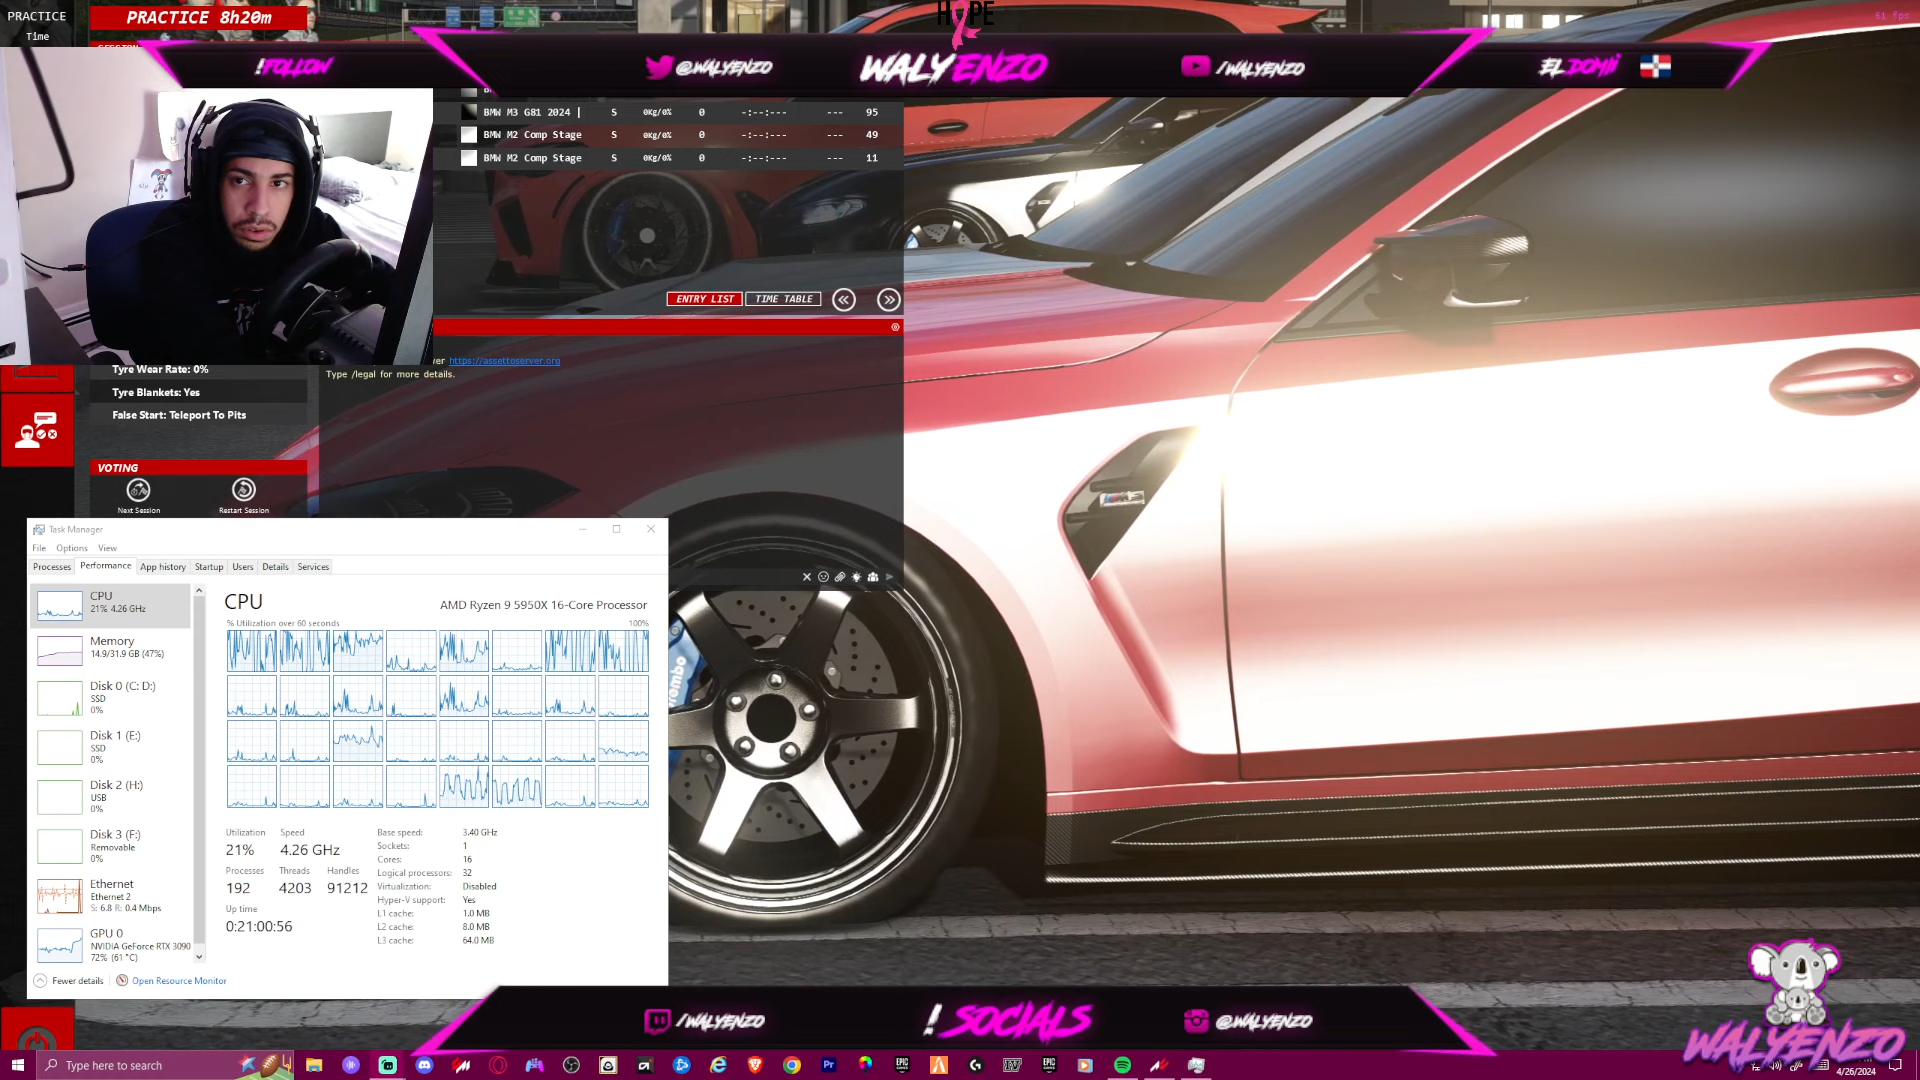 PRACTICE
Time
PRACTICE 8h20m
HOPE
61 fps
!FOLLOW
@WALYENZO
WALYENZO
/WALYENZO
EL DOMII
BMW M3 G81 2024 | S 0Kg/0% 0 -:--:--- --- 95
BMW M2 Comp Stage S 0Kg/0% 0 -:--:--- --- 49
BMW M2 Comp Stage S 0Kg/0% 0 -:--:--- --- 11
ENTRY LIST TIME TABLE
ver https://assettoserver.org
Type /legal for more details.
Tyre Wear Rate: 0%
Tyre Blankets: Yes
False Start: Teleport To Pits
VOTING
Next Session Restart Session
Task Manager
File Options View
Processes Performance App history Startup Users Details Services
CPU
21% 4.26 GHz
Memory
14.9/31.9 GB (47%)
Disk 0 (C: D:)
SSD
0%
Disk 1 (E:)
SSD
0%
Disk 2 (H:)
USB
0%
Disk 3 (F:)
Removable
0%
Ethernet
Ethernet 2
S: 6.8 R: 0.4 Mbps
GPU 0
NVIDIA GeForce RTX 3090
72% (61 °C)
CPU
AMD Ryzen 9 5950X 16-Core Processor
% Utilization over 60 seconds 100%
Utilization Speed
21% 4.26 GHz
Processes Threads Handles
192 4203 91212
Up time
0:21:00:56
Base speed: 3.40 GHz
Sockets: 1
Cores: 16
Logical processors: 32
Virtualization: Disabled
Hyper-V support: Yes
L1 cache: 1.0 MB
L2 cache: 8.0 MB
L3 cache: 64.0 MB
Fewer details Open Resource Monitor
/WALYENZO
! SOCIALS
@WALYENZO
WALYENZO
Type here to search
4/26/2024